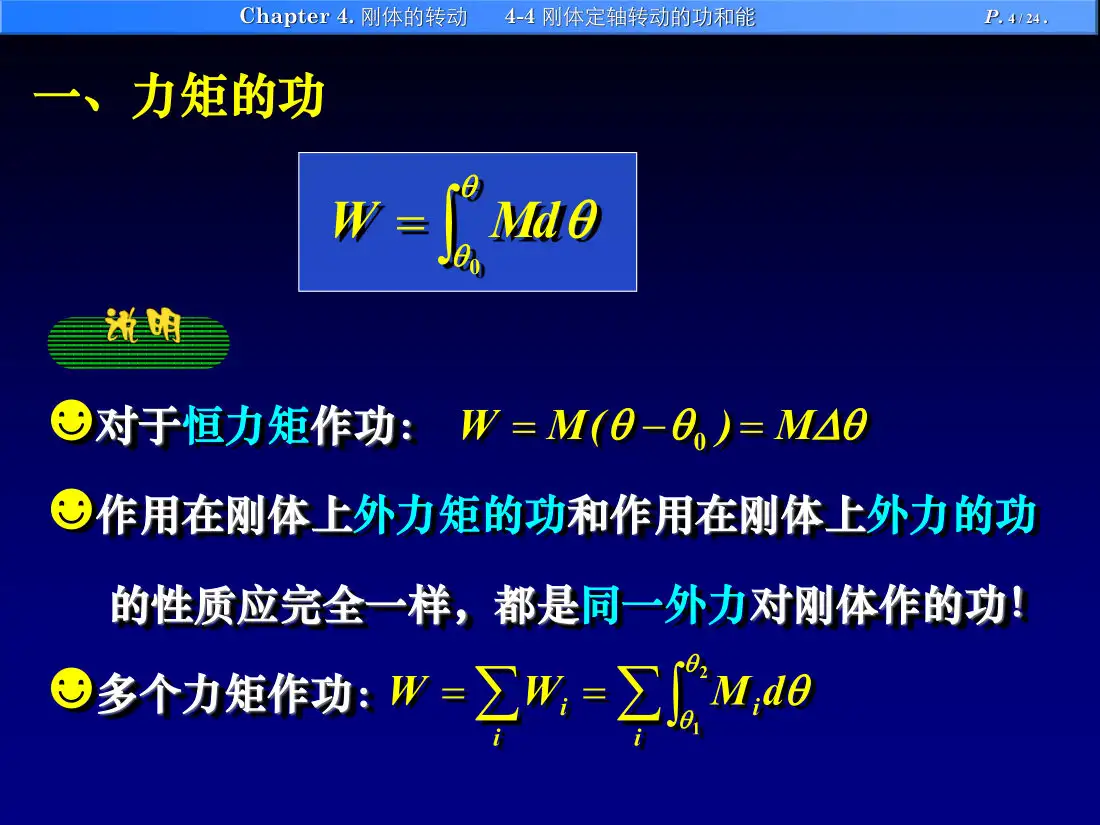 Chapter 4. 刚体的转动 4-4 刚体定轴转动的功和能 P. 4 / 24 .
一、力矩的功
W = ∫_{θ₀}^{θ} Mdθ
说明
对于恒力矩作功： W = M(θ − θ₀) = MΔθ
作用在刚体上外力矩的功和作用在刚体上外力的功
的性质应完全一样，都是同一外力对刚体作的功！
多个力矩作功：W = ∑_i W_i = ∑_i ∫_{θ₁}^{θ₂} M_i dθ